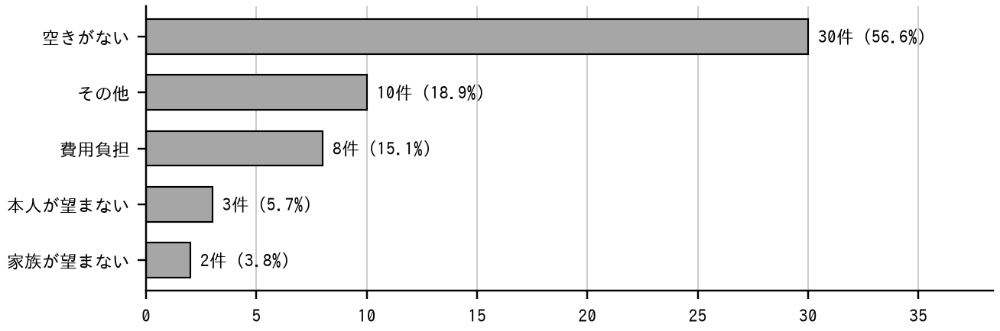 空きがない 30件 (56.6%)
その他 10件 (18.9%)
費用負担 8件 (15.1%)
本人が望まない 3件 (5.7%)
家族が望まない 2件 (3.8%)
0 5 10 15 20 25 30 35